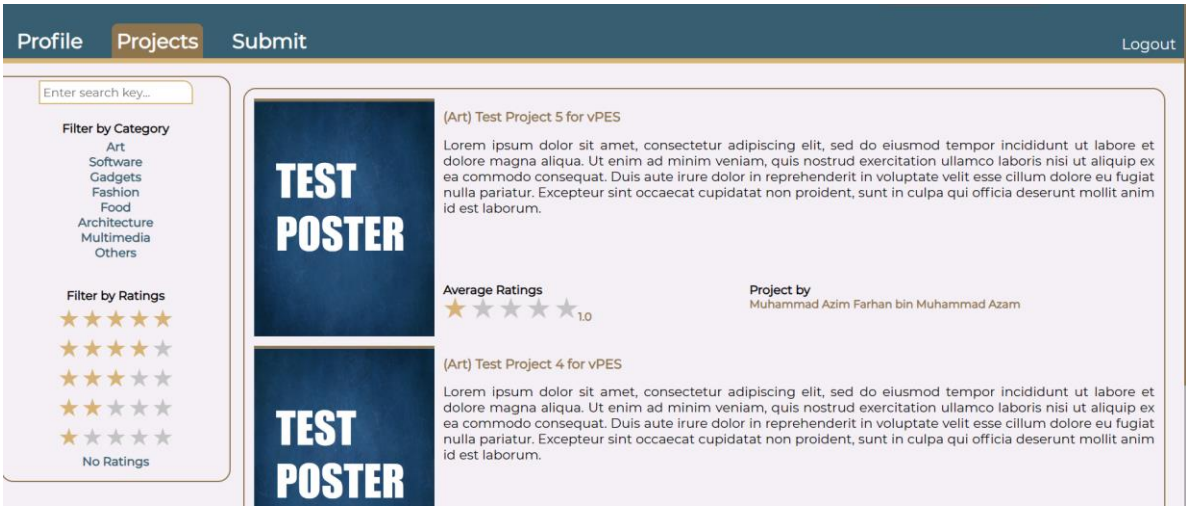 Profile
Projects
Submit
Logout
Enter search key...
Filter by Category
Art
Software
Gadgets
Fashion
Food
Architecture
Multimedia
Others
Filter by Ratings
No Ratings
TEST
POSTER
(Art) Test Project 5 for vPES
Lorem ipsum dolor sit amet, consectetur adipiscing elit, sed do eiusmod tempor incididunt ut labore et
dolore magna aliqua. Ut enim ad minim veniam, quis nostrud exercitation ullamco laboris nisi ut aliquip ex
ea commodo consequat. Duis aute irure dolor in reprehenderit in voluptate velit esse cillum dolore eu fugiat
nulla pariatur. Excepteur sint occaecat cupidatat non proident, sunt in culpa qui officia deserunt mollit anim
id est laborum.
Average Ratings
1.0
Project by
Muhammad Azim Farhan bin Muhammad Azam
TEST
POSTER
(Art) Test Project 4 for vPES
Lorem ipsum dolor sit amet, consectetur adipiscing elit, sed do eiusmod tempor incididunt ut labore et
dolore magna aliqua. Ut enim ad minim veniam, quis nostrud exercitation ullamco laboris nisi ut aliquip ex
ea commodo consequat. Duis aute irure dolor in reprehenderit in voluptate velit esse cillum dolore eu fugiat
nulla pariatur. Excepteur sint occaecat cupidatat non proident, sunt in culpa qui officia deserunt mollit anim
id est laborum.